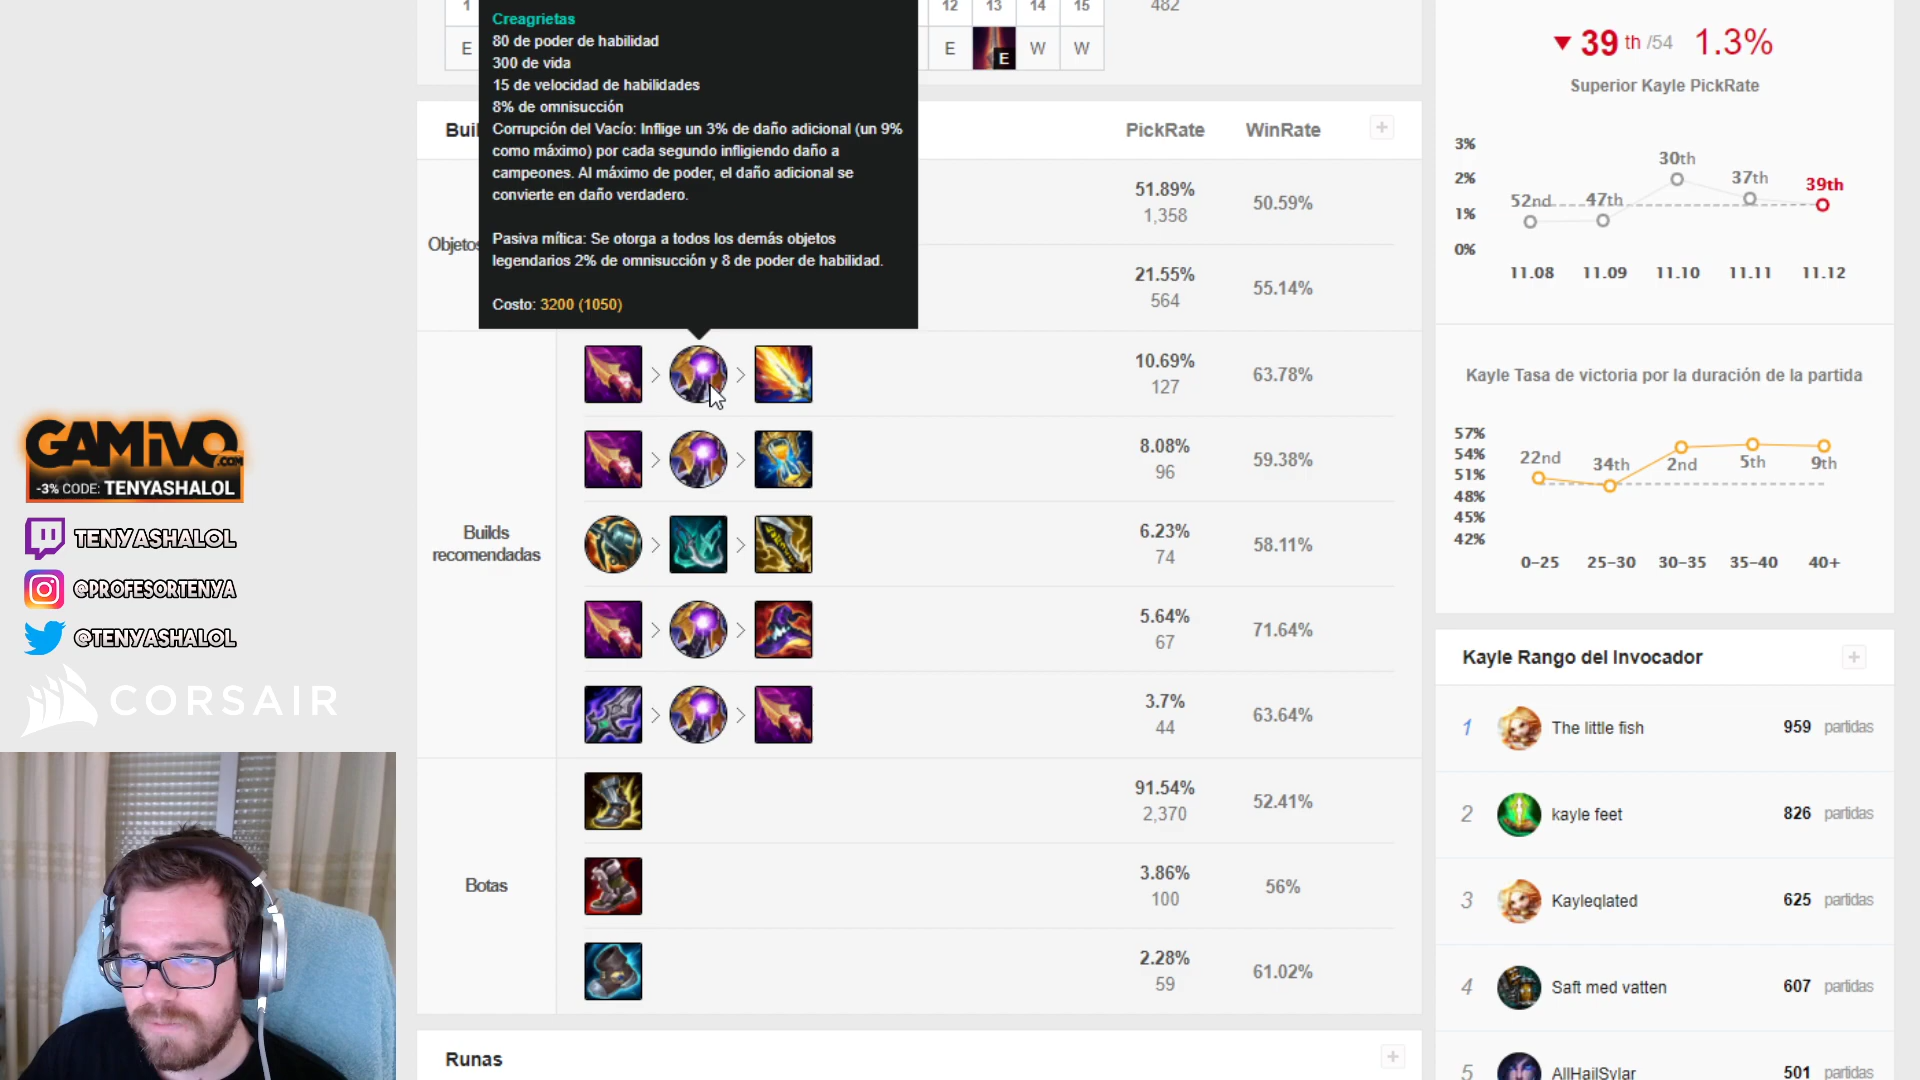 1
12
13
14
15
482
E
E
E
W
W
Creagrietas
80 de poder de habilidad
300 de vida
15 de velocidad de habilidades
8% de omnisucción
Corrupción del Vacío: Inflige un 3% de daño adicional (un 9%
como máximo) por cada segundo infligiendo daño a
campeones. Al máximo de poder, el daño adicional se
convierte en daño verdadero.
Pasiva mítica: Se otorga a todos los demás objetos
legendarios 2% de omnisucción y 8 de poder de habilidad.
Costo: 3200 (1050)
PickRate
WinRate
51.89%
1,358
50.59%
21.55%
564
55.14%
10.69%
127
63.78%
8.08%
96
59.38%
Builds
recomendadas
6.23%
74
58.11%
5.64%
67
71.64%
3.7%
44
63.64%
91.54%
2,370
52.41%
Botas
3.86%
100
56%
2.28%
59
61.02%
Runas
39 th /54 1.3%
Superior Kayle PickRate
3%
2%
1%
0%
52nd
47th
30th
37th
39th
11.08
11.09
11.10
11.11
11.12
Kayle Tasa de victoria por la duración de la partida
57%
54%
51%
48%
45%
42%
22nd
34th
2nd
5th
9th
0-25
25-30
30-35
35-40
40+
Kayle Rango del Invocador
1 The little fish 959 partidas
2 kayle feet 826 partidas
3 Kayleqlated 625 partidas
4 Saft med vatten 607 partidas
5 AllHailSylar 501 partidas
GAMIVO.COM
-3% CODE: TENYASHALOL
TENYASHALOL
@PROFESORTENYA
@TENYASHALOL
CORSAIR